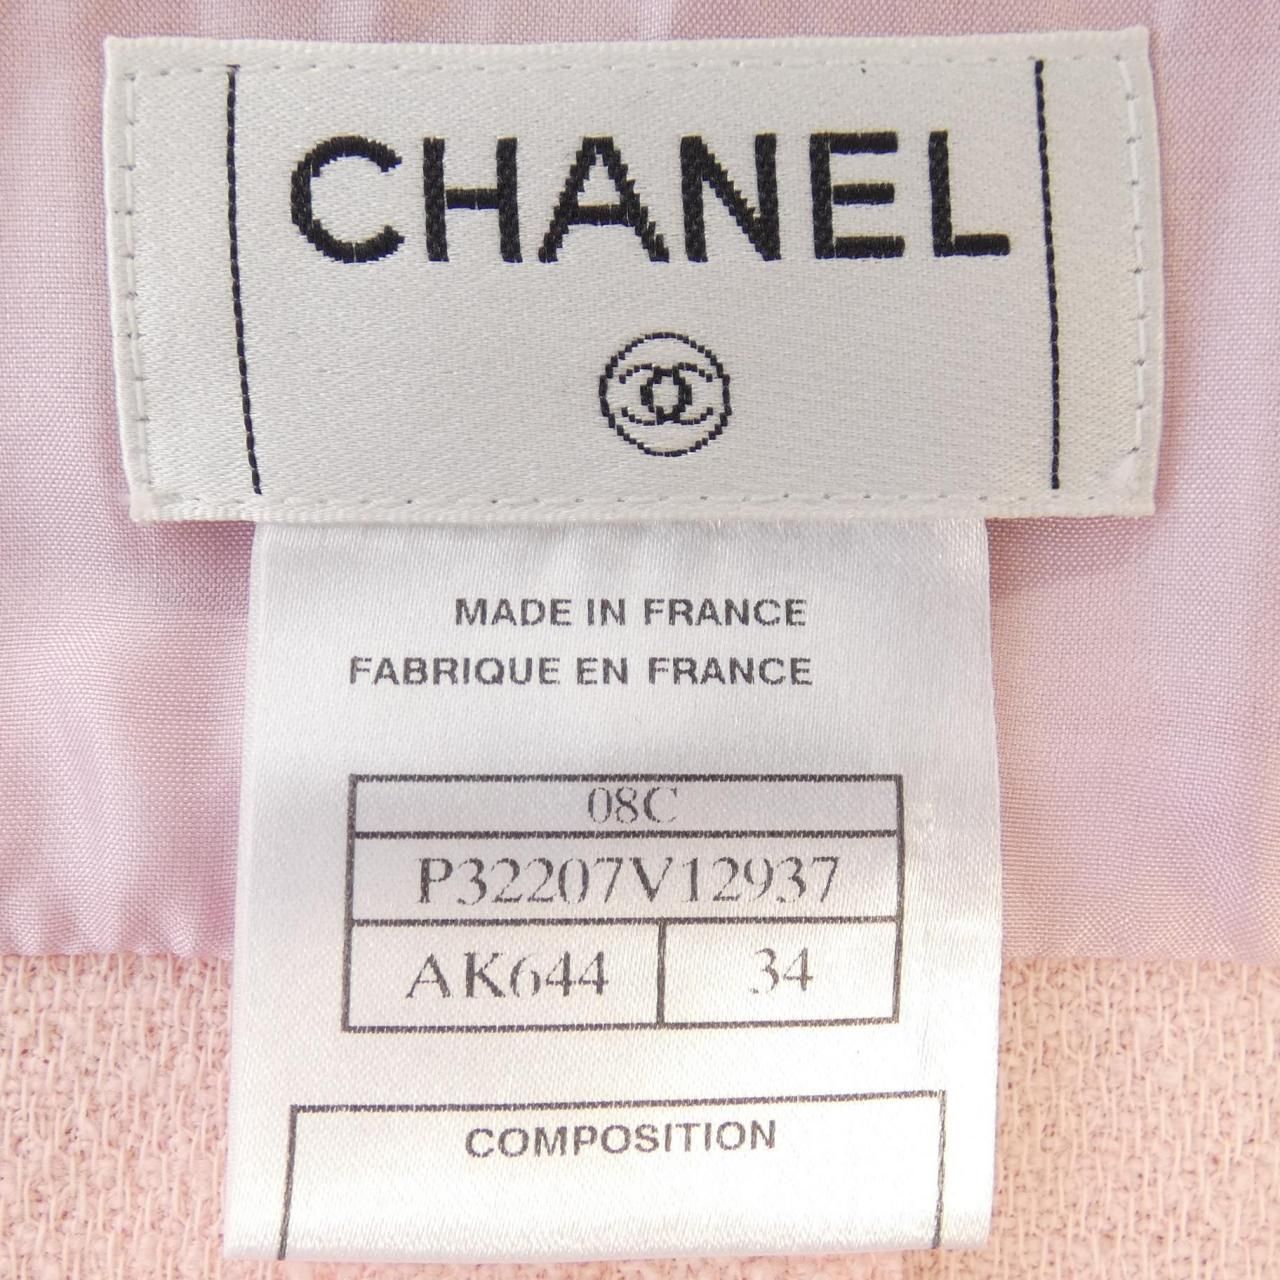 CHANEL
MADE IN FRANCE
FABRIQUE EN FRANCE
08C
P32207V12937
AK644 34
COMPOSITION